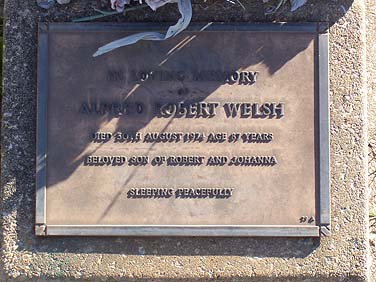 IN LOVING MEMORY
OF
ALFRED ROBERT WELSH
DIED 30TH AUGUST 1974 AGE 67 YEARS
BELOVED SON OF ROBERT AND JOHANNA
SLEEPING PEACEFULLY